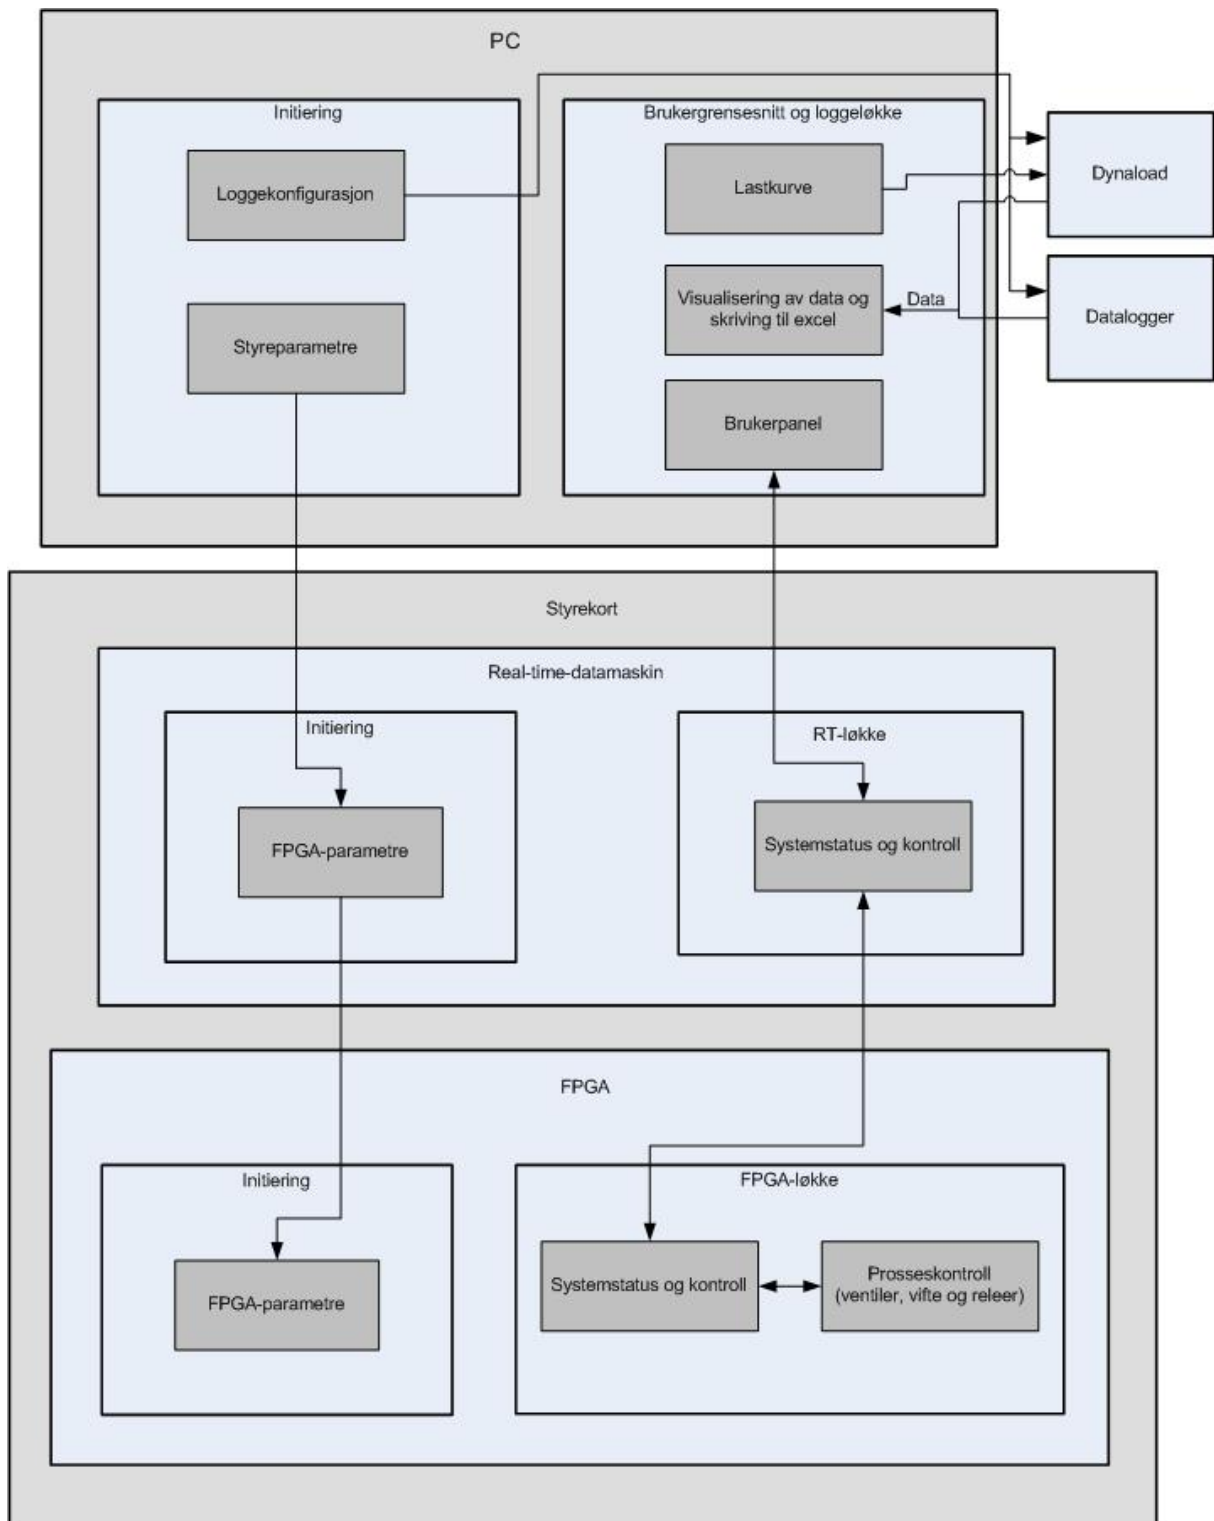 PC
Initiering
Loggekonfigurasjon
Styreparametre
Brukergrensesnitt og loggeløkke
Lastkurve
Visualisering av data og
skriving til excel
Data
Brukerpanel
Dynaload
Datalogger
Styrekort
Real-time-datamaskin
Initiering
FPGA-parametre
RT-løkke
Systemstatus og kontroll
FPGA
Initiering
FPGA-parametre
FPGA-løkke
Systemstatus og kontroll
Prosseskontroll
(ventiler, vifte og releer)